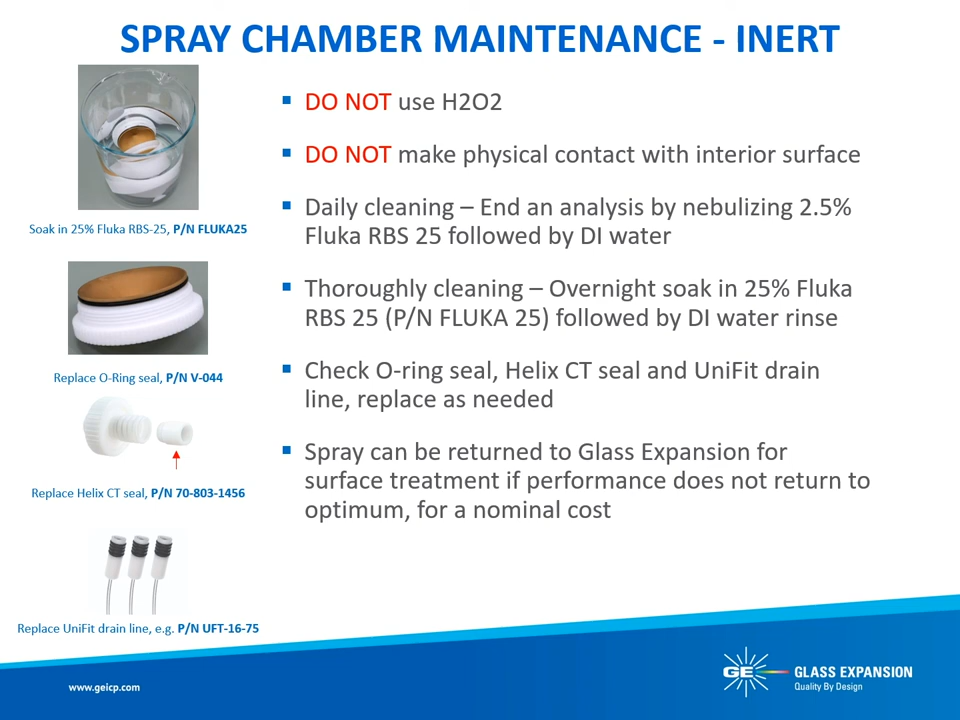 SPRAY CHAMBER MAINTENANCE - INERT
Soak in 25% Fluka RBS-25, P/N FLUKA25
Replace O-Ring seal, P/N V-044
Replace Helix CT seal, P/N 70-803-1456
Replace UniFit drain line, e.g. P/N UFT-16-75
DO NOT use H2O2
DO NOT make physical contact with interior surface
Daily cleaning – End an analysis by nebulizing 2.5%
Fluka RBS 25 followed by DI water
Thoroughly cleaning – Overnight soak in 25% Fluka
RBS 25 (P/N FLUKA 25) followed by DI water rinse
Check O-ring seal, Helix CT seal and UniFit drain
line, replace as needed
Spray can be returned to Glass Expansion for
surface treatment if performance does not return to
optimum, for a nominal cost
www.geicp.com
GE GLASS EXPANSION
Quality By Design